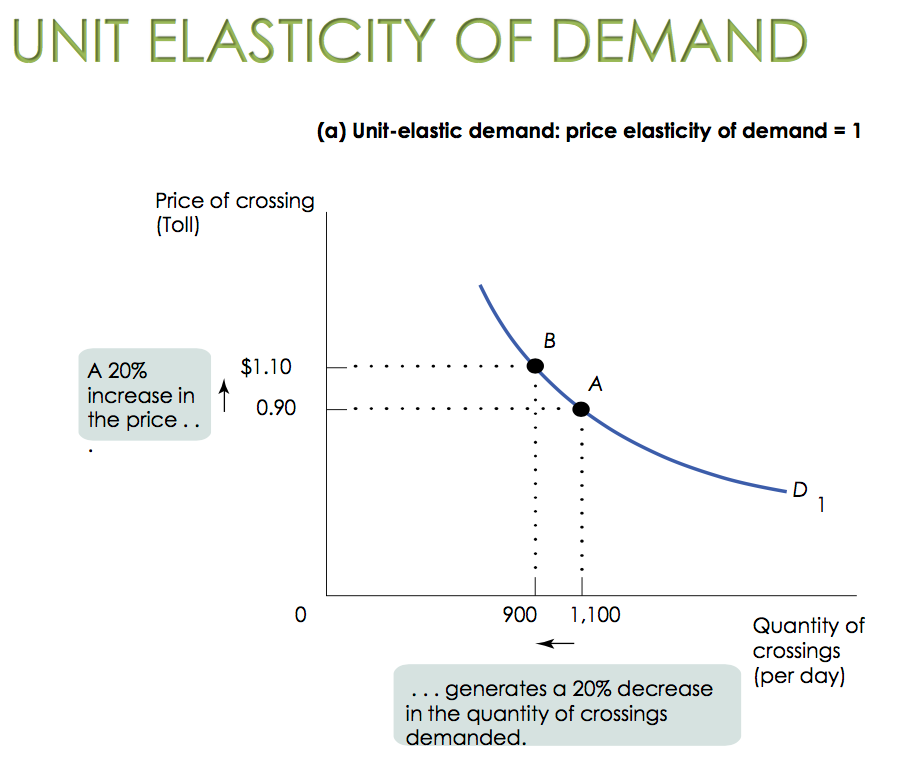 UNIT ELASTICITY OF DEMAND
(a) Unit-elastic demand: price elasticity of demand = 1
Price of crossing
(Toll)
B
A 20%
increase in
the price . .
.
$1.10
A
0.90
D 1
0
900
1,100
Quantity of
crossings
(per day)
. . . generates a 20% decrease
in the quantity of crossings
demanded.